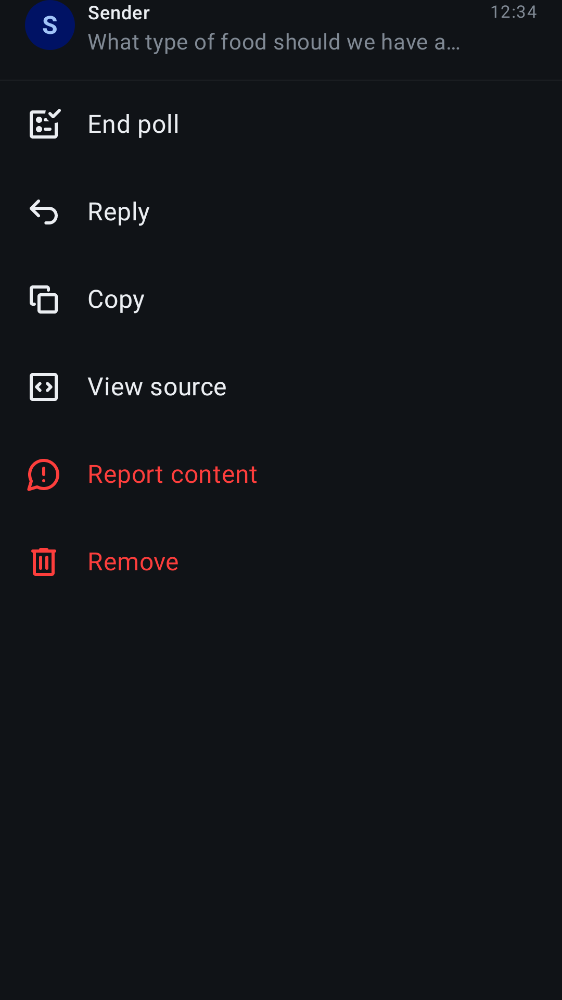 S
Sender
12:34
What type of food should we have a…
End poll
Reply
Copy
View source
Report content
Remove